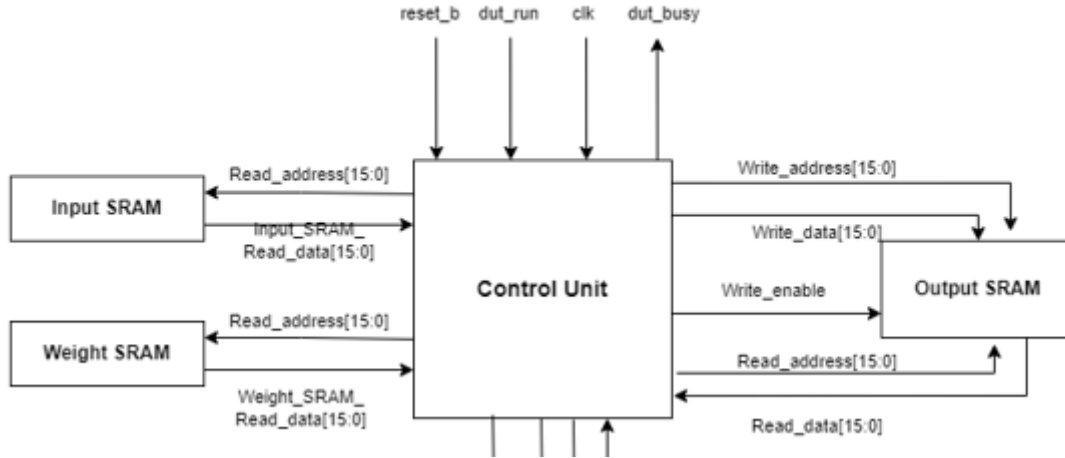 reset_b dut_run clk dut_busy
Read_address[15:0]
Write_address[15:0]
Input SRAM
Input_SRAM_
Read_data[15:0]
Write_data[15:0]
Control Unit
Write_enable
Output SRAM
Read_address[15:0]
Weight SRAM
Read_address[15:0]
Weight_SRAM_
Read_data[15:0]
Read_data[15:0]